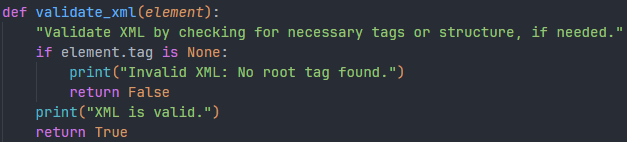 def validate_xml(element):
    "Validate XML by checking for necessary tags or structure, if needed."
    if element.tag is None:
        print("Invalid XML: No root tag found.")
        return False
    print("XML is valid.")
    return True